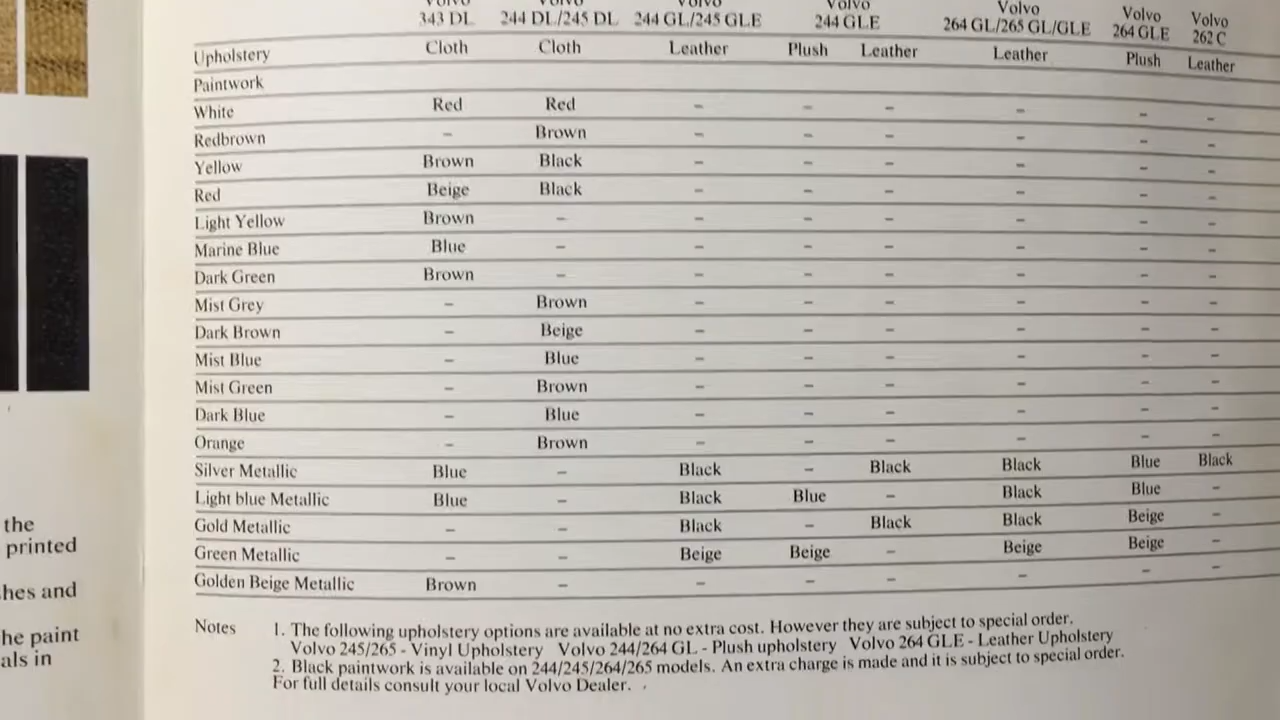 Volvo Volvo Volvo Volvo Volvo Volvo Volvo
343 DL 244 DL/245 DL 244 GL/245 GLE 244 GLE 264 GL/265 GL/GLE 264 GLE 262 C
Upholstery Cloth Cloth Leather Plush Leather Leather Plush Leather
Paintwork
White Red Red – – – – – –
Redbrown – Brown – – – – – –
Yellow Brown Black – – – – – –
Red Beige Black – – – – – –
Light Yellow Brown – – – – – – –
Marine Blue Blue – – – – – – –
Dark Green Brown – – – – – – –
Mist Grey – Brown – – – – – –
Dark Brown – Beige – – – – – –
Mist Blue – Blue – – – – – –
Mist Green – Brown – – – – – –
Dark Blue – Blue – – – – – –
Orange – Brown – – – – – –
Silver Metallic Blue – Black – Black Black Blue Black
Light blue Metallic Blue – Black Blue – Black Blue –
Gold Metallic – – Black – Black Black Beige –
Green Metallic – – Beige Beige – Beige Beige –
Golden Beige Metallic Brown – – – – – – –
Notes 1. The following upholstery options are available at no extra cost. However they are subject to special order.
Volvo 245/265 - Vinyl Upholstery Volvo 244/264 GL - Plush upholstery Volvo 264 GLE - Leather Upholstery
2. Black paintwork is available on 244/245/264/265 models. An extra charge is made and it is subject to special order.
For full details consult your local Volvo Dealer.
the
printed
hes and
he paint
als in